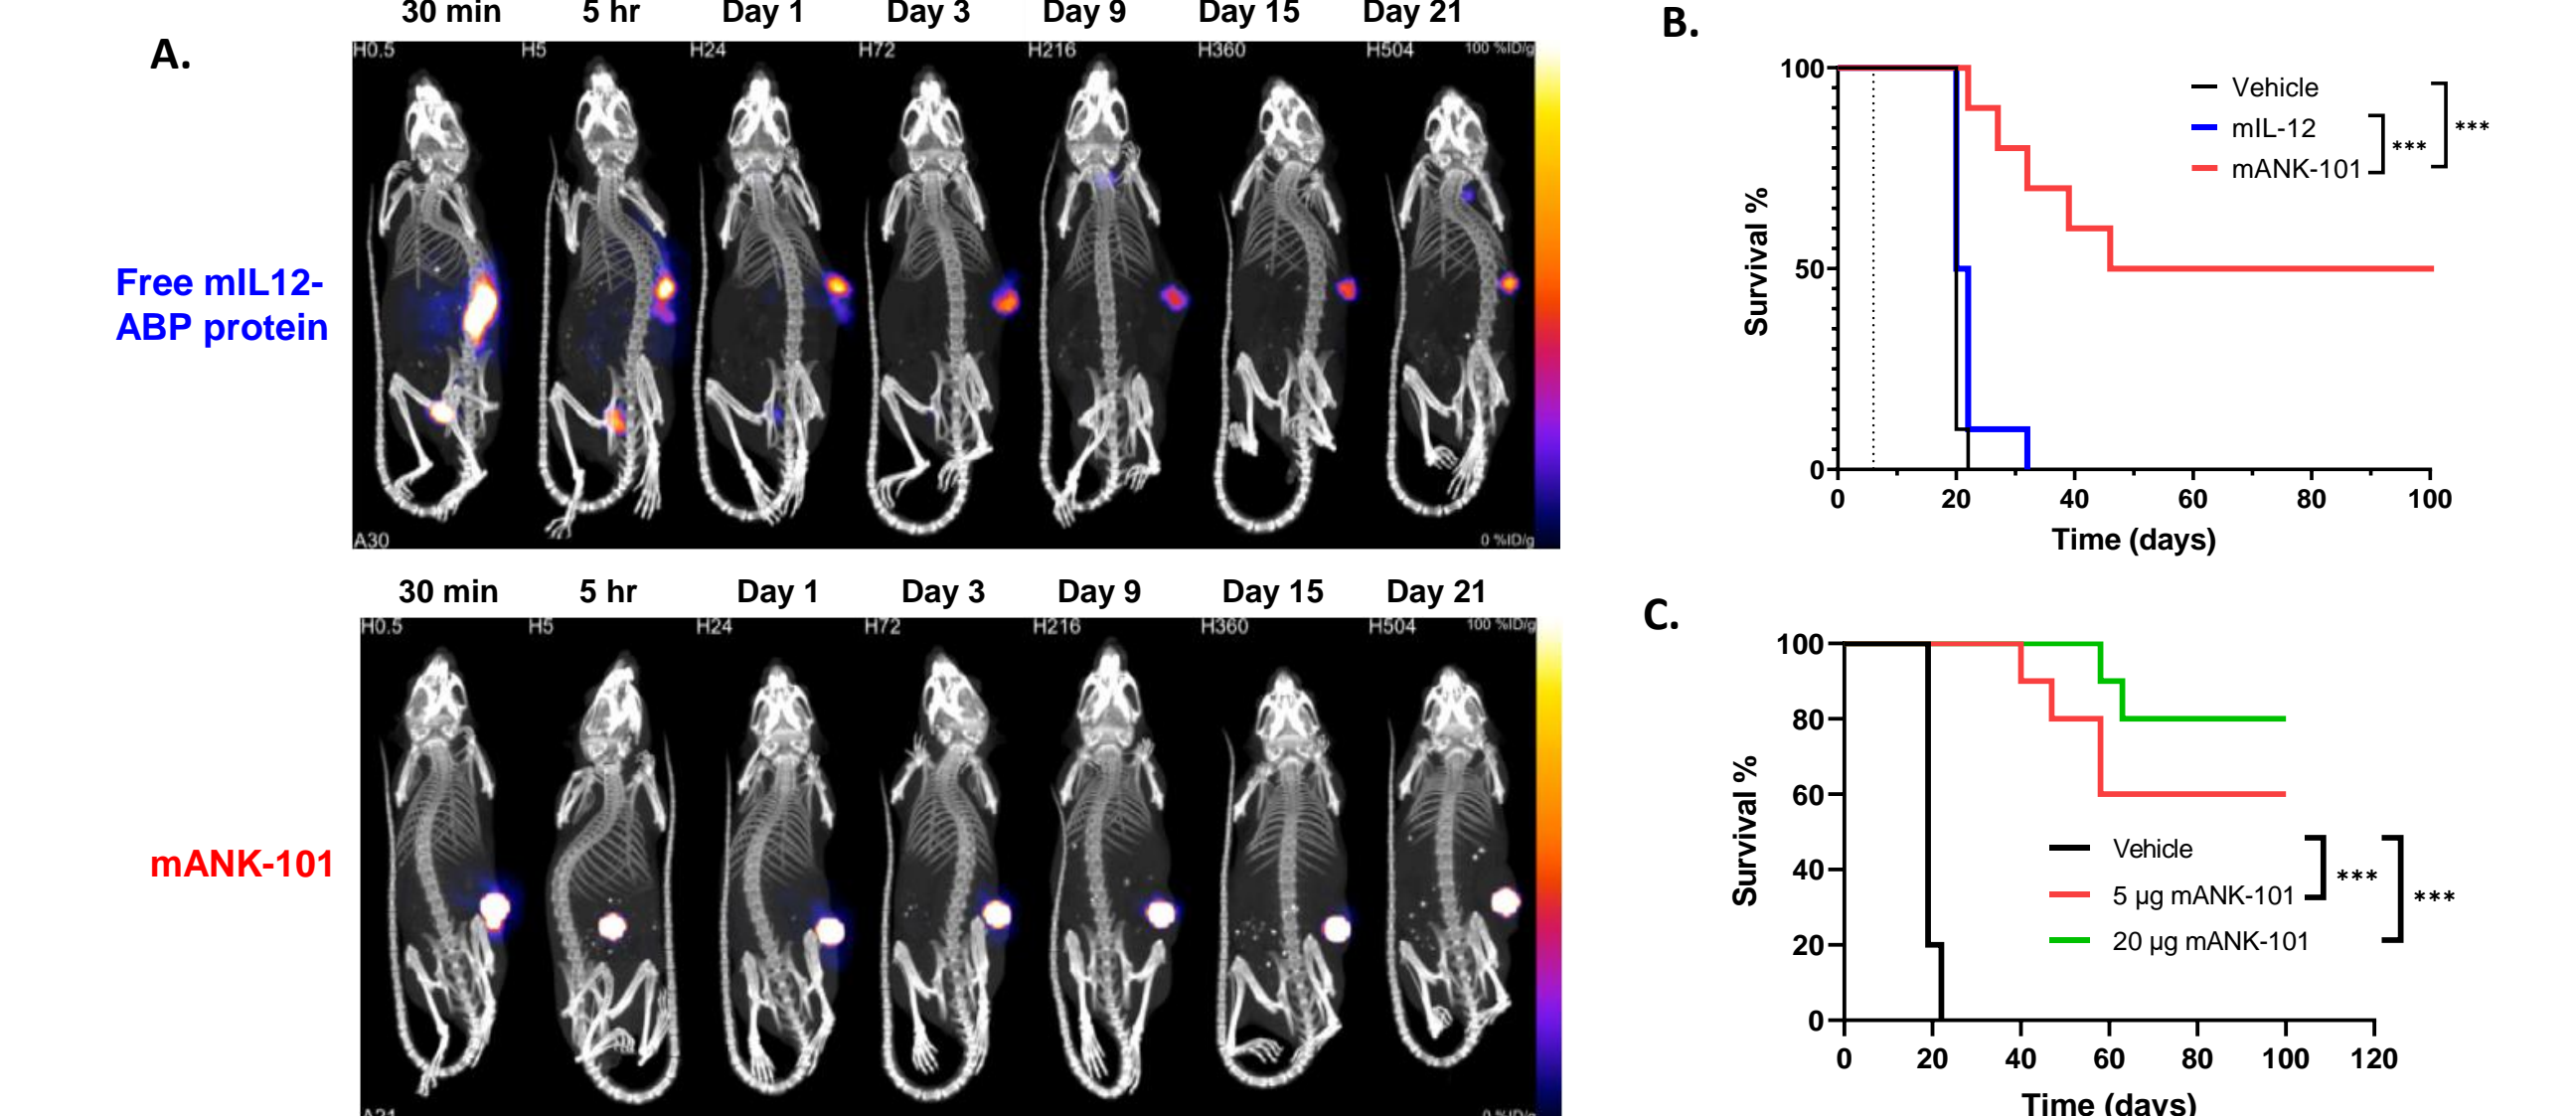 A.
30 min 5 hr Day 1 Day 3 Day 9 Day 15 Day 21
H0.5 H5 H24 H72 H216 H360 H504 100 %ID/g
Free mIL12-
ABP protein
A30 0 %ID/g
30 min 5 hr Day 1 Day 3 Day 9 Day 15 Day 21
H0.5 H5 H24 H72 H216 H360 H504 100 %ID/g
mANK-101
0 %ID/g
B.
Survival %
100
50
0
0 20 40 60 80 100
Time (days)
Vehicle
mIL-12
mANK-101
***
***
C.
Survival %
100
80
60
40
20
0
0 20 40 60 80 100 120
Time (days)
Vehicle
5 µg mANK-101
20 µg mANK-101
***
***